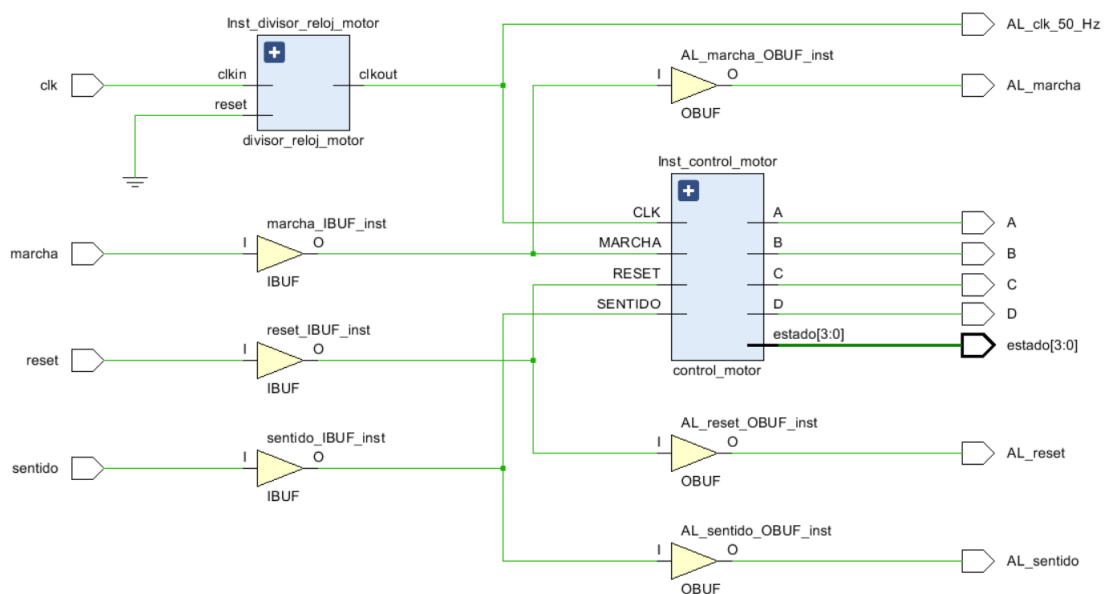 Inst_divisor_reloj_motor
AL_clk_50_Hz
AL_marcha_OBUF_inst
clk
clkin
clkout
I
O
AL_marcha
reset
OBUF
divisor_reloj_motor
Inst_control_motor
CLK
A
A
marcha_IBUF_inst
marcha
I
O
MARCHA
B
B
IBUF
RESET
C
C
SENTIDO
D
D
reset_IBUF_inst
estado[3:0]
estado[3:0]
reset
I
O
control_motor
IBUF
AL_reset_OBUF_inst
sentido_IBUF_inst
I
O
AL_reset
sentido
I
O
OBUF
IBUF
AL_sentido_OBUF_inst
I
O
AL_sentido
OBUF